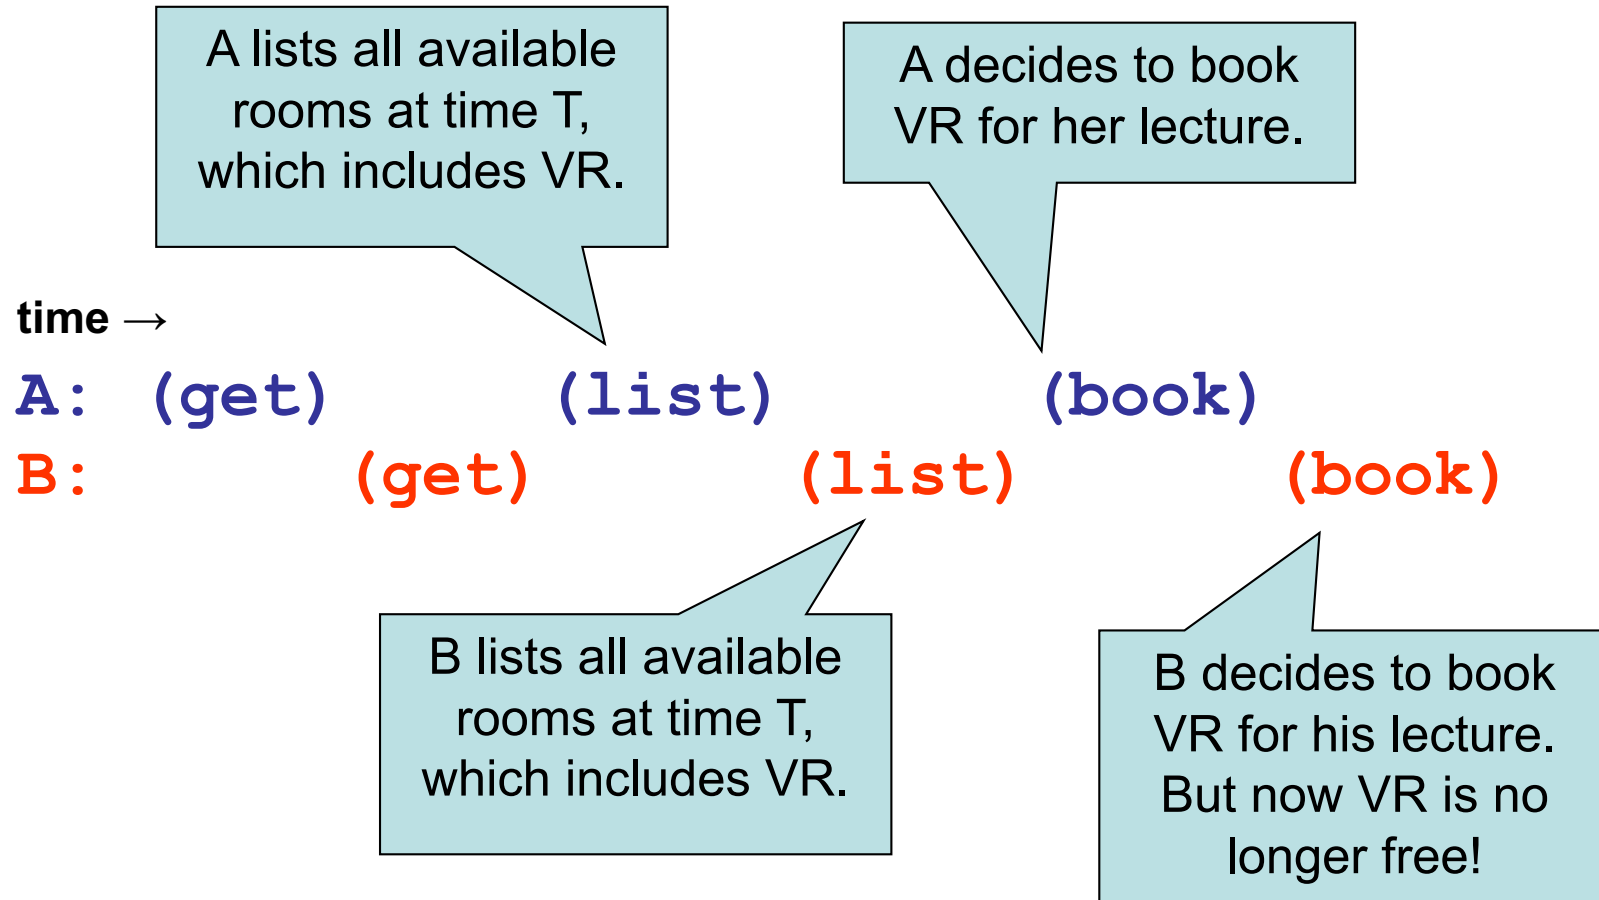 A lists all available
rooms at time T,
which includes VR.
A decides to book
VR for her lecture.
time →
A: (get) (list) (book)
B: (get) (list) (book)
B lists all available
rooms at time T,
which includes VR.
B decides to book
VR for his lecture.
But now VR is no
longer free!